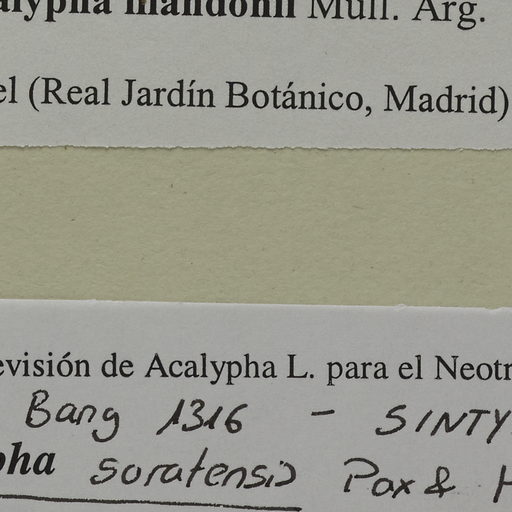 alypha mandonii Müll. Arg.
el (Real Jardín Botánico, Madrid)
evisión de Acalypha L. para el Neotr
Bang 1316 - SINTY
pha soratensis Pax & H